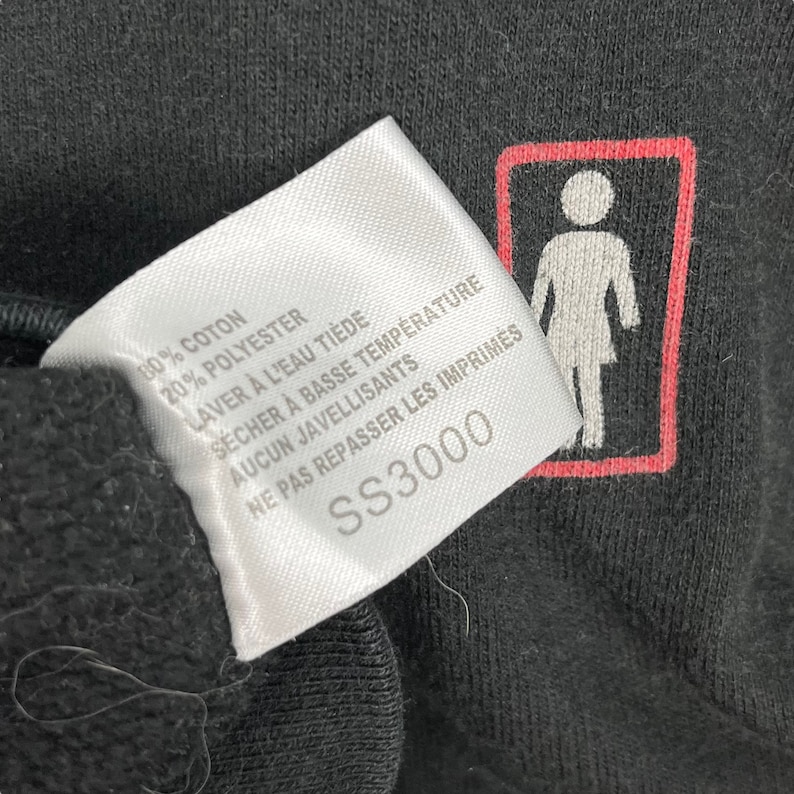 80% COTON
20% POLYESTER
LAVER À L'EAU TIÈDE
SÉCHER À BASSE TEMPÉRATURE
AUCUN JAVELLISANTS
NE PAS REPASSER LES IMPRIMÉS
SS3000